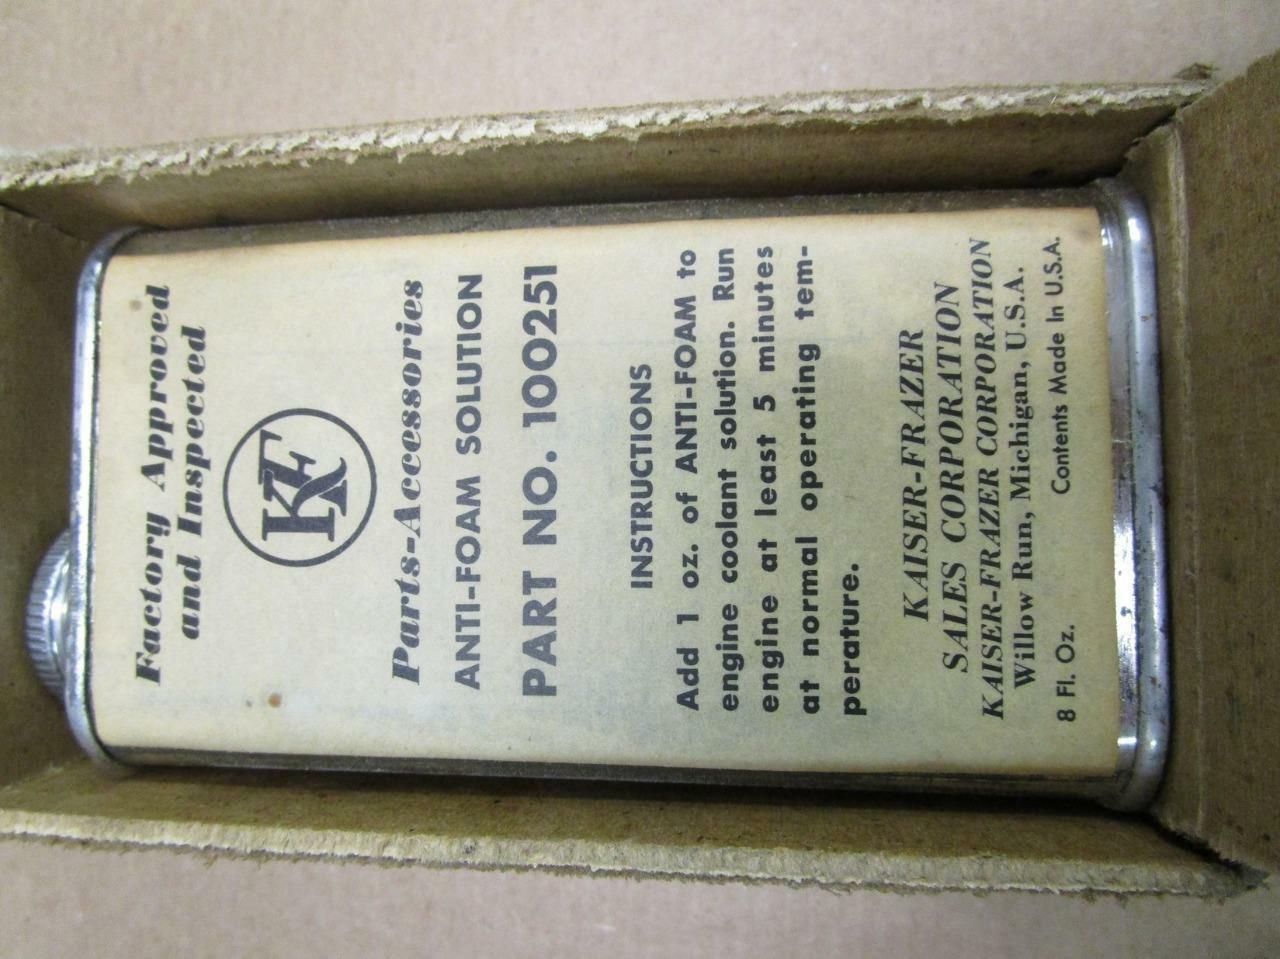 Factory Approved
and Inspected
KF
Parts-Accessories
ANTI-FOAM SOLUTION
PART NO. 100251
INSTRUCTIONS
Add 1 oz. of ANTI-FOAM to
engine coolant solution. Run
engine at least 5 minutes
at normal operating tem-
perature.
KAISER-FRAZER
SALES CORPORATION
KAISER-FRAZER CORPORATION
Willow Run, Michigan, U.S.A.
8 Fl. Oz. Contents Made In U.S.A.